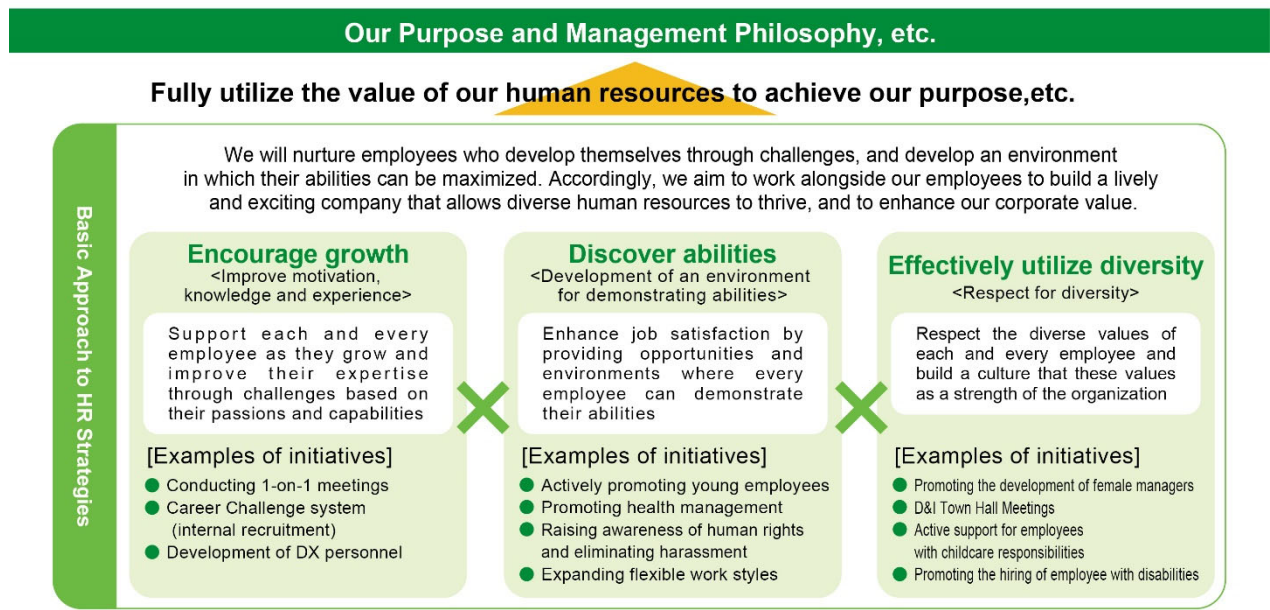 Our Purpose and Management Philosophy, etc.
Fully utilize the value of our human resources to achieve our purpose,etc.
Basic Approach to HR Strategies
We will nurture employees who develop themselves through challenges, and develop an environment
in which their abilities can be maximized. Accordingly, we aim to work alongside our employees to build a lively
and exciting company that allows diverse human resources to thrive, and to enhance our corporate value.
Encourage growth
<Improve motivation,
knowledge and experience>
Support each and every
employee as they grow and
improve their expertise
through challenges based on
their passions and capabilities
[Examples of initiatives]
● Conducting 1-on-1 meetings
● Career Challenge system
(internal recruitment)
● Development of DX personnel
Discover abilities
<Development of an environment
for demonstrating abilities>
Enhance job satisfaction by
providing opportunities and
environments where every
employee can demonstrate
their abilities
[Examples of initiatives]
● Actively promoting young employees
● Promoting health management
● Raising awareness of human rights
and eliminating harassment
● Expanding flexible work styles
Effectively utilize diversity
<Respect for diversity>
Respect the diverse values of
each and every employee and
build a culture that these values
as a strength of the organization
[Examples of initiatives]
● Promoting the development of female managers
● D&I Town Hall Meetings
● Active support for employees
with childcare responsibilities
● Promoting the hiring of employee with disabilities